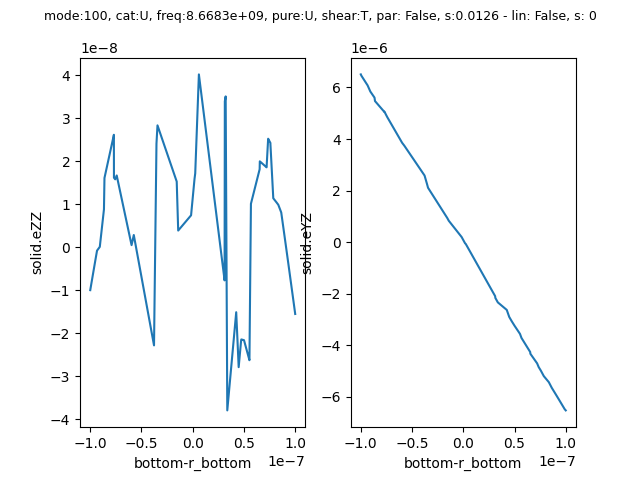 mode:100, cat:U, freq:8.6683e+09, pure:U, shear:T, par: False, s:0.0126 - lin: False, s: 0
1e−8
4
3
2
1
0
−1
−2
−3
−4
solid.eZZ
−1.0 −0.5 0.0 0.5 1.0
bottom-r_bottom 1e−7
1e−6
6
4
2
0
−2
−4
−6
solid.eYZ
−1.0 −0.5 0.0 0.5 1.0
bottom-r_bottom 1e−7